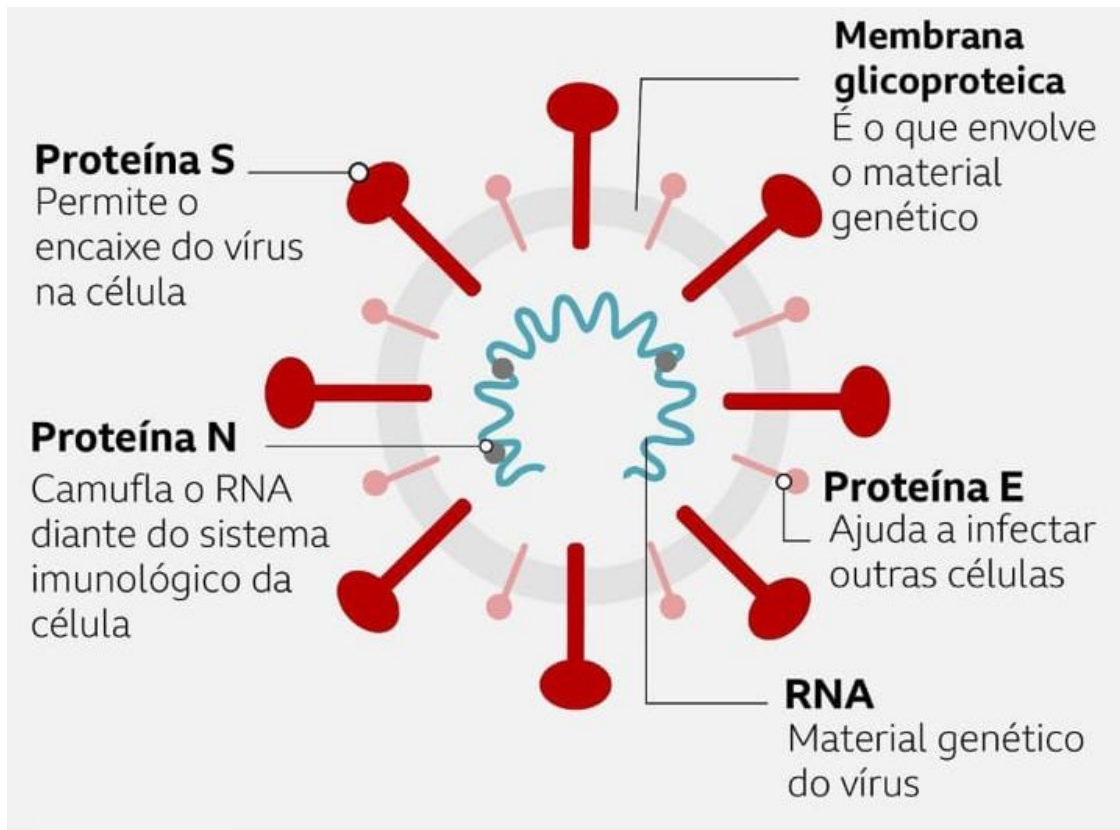 Membrana
glicoproteica
É o que envolve
o material
genético
Proteína S
Permite o
encaixe do vírus
na célula
Proteína N
Camufla o RNA
diante do sistema
imunológico da
célula
Proteína E
Ajuda a infectar
outras células
RNA
Material genético
do vírus